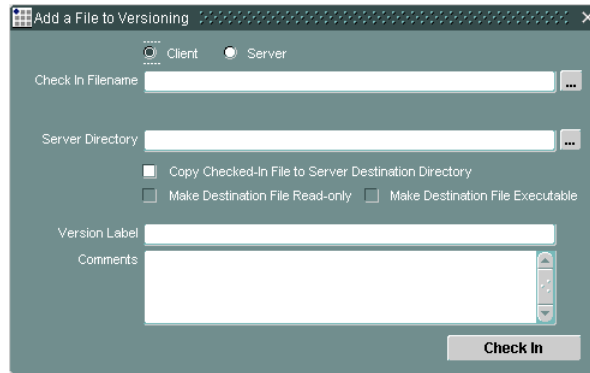 Add a File to Versioning
Client Server
Check In Filename
...
Server Directory
...
Copy Checked-In File to Server Destination Directory
Make Destination File Read-only Make Destination File Executable
Version Label
Comments
Check In